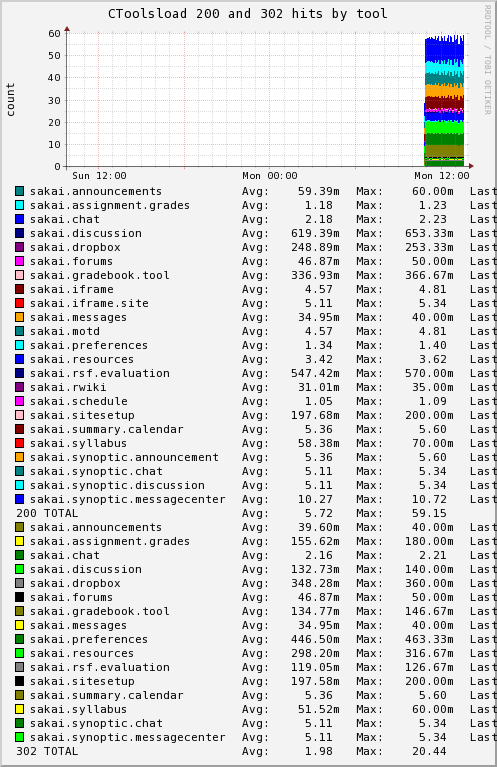 CToolsload 200 and 302 hits by tool
RRDTOOL / TOBI OETIKER
count
60
50
40
30
20
10
0
Sun 12:00 Mon 00:00 Mon 12:00
sakai.announcements Avg: 59.39m Max: 60.00m Last
sakai.assignment.grades Avg: 1.18 Max: 1.23 Last
sakai.chat Avg: 2.18 Max: 2.23 Last
sakai.discussion Avg: 619.39m Max: 653.33m Last
sakai.dropbox Avg: 248.89m Max: 253.33m Last
sakai.forums Avg: 46.87m Max: 50.00m Last
sakai.gradebook.tool Avg: 336.93m Max: 366.67m Last
sakai.iframe Avg: 4.57 Max: 4.81 Last
sakai.iframe.site Avg: 5.11 Max: 5.34 Last
sakai.messages Avg: 34.95m Max: 40.00m Last
sakai.motd Avg: 4.57 Max: 4.81 Last
sakai.preferences Avg: 1.34 Max: 1.40 Last
sakai.resources Avg: 3.42 Max: 3.62 Last
sakai.rsf.evaluation Avg: 547.42m Max: 570.00m Last
sakai.rwiki Avg: 31.01m Max: 35.00m Last
sakai.schedule Avg: 1.05 Max: 1.09 Last
sakai.sitesetup Avg: 197.68m Max: 200.00m Last
sakai.summary.calendar Avg: 5.36 Max: 5.60 Last
sakai.syllabus Avg: 58.38m Max: 70.00m Last
sakai.synoptic.announcement Avg: 5.36 Max: 5.60 Last
sakai.synoptic.chat Avg: 5.11 Max: 5.34 Last
sakai.synoptic.discussion Avg: 5.11 Max: 5.34 Last
sakai.synoptic.messagecenter Avg: 10.27 Max: 10.72 Last
200 TOTAL Avg: 5.72 Max: 59.15
sakai.announcements Avg: 39.60m Max: 40.00m Last
sakai.assignment.grades Avg: 155.62m Max: 180.00m Last
sakai.chat Avg: 2.16 Max: 2.21 Last
sakai.discussion Avg: 132.73m Max: 140.00m Last
sakai.dropbox Avg: 348.28m Max: 360.00m Last
sakai.forums Avg: 46.87m Max: 50.00m Last
sakai.gradebook.tool Avg: 134.77m Max: 146.67m Last
sakai.messages Avg: 34.95m Max: 40.00m Last
sakai.preferences Avg: 446.50m Max: 463.33m Last
sakai.resources Avg: 298.20m Max: 316.67m Last
sakai.rsf.evaluation Avg: 119.05m Max: 126.67m Last
sakai.sitesetup Avg: 197.58m Max: 200.00m Last
sakai.summary.calendar Avg: 5.36 Max: 5.60 Last
sakai.syllabus Avg: 51.52m Max: 60.00m Last
sakai.synoptic.chat Avg: 5.11 Max: 5.34 Last
sakai.synoptic.messagecenter Avg: 5.11 Max: 5.34 Last
302 TOTAL Avg: 1.98 Max: 20.44